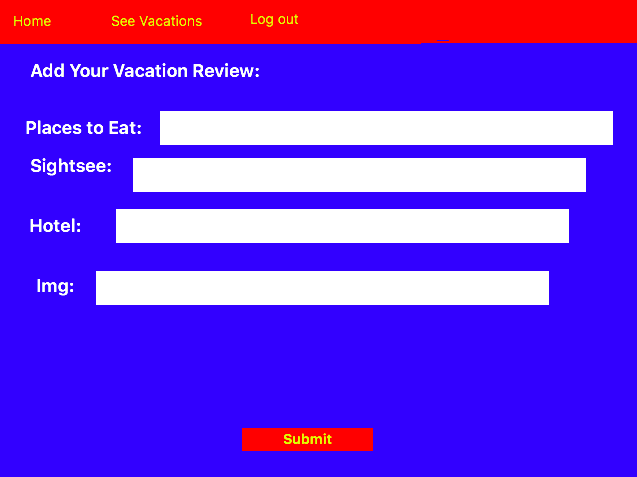 Home See Vacations Log out
Add Your Vacation Review:
Places to Eat:
Sightsee:
Hotel:
Img:
Submit